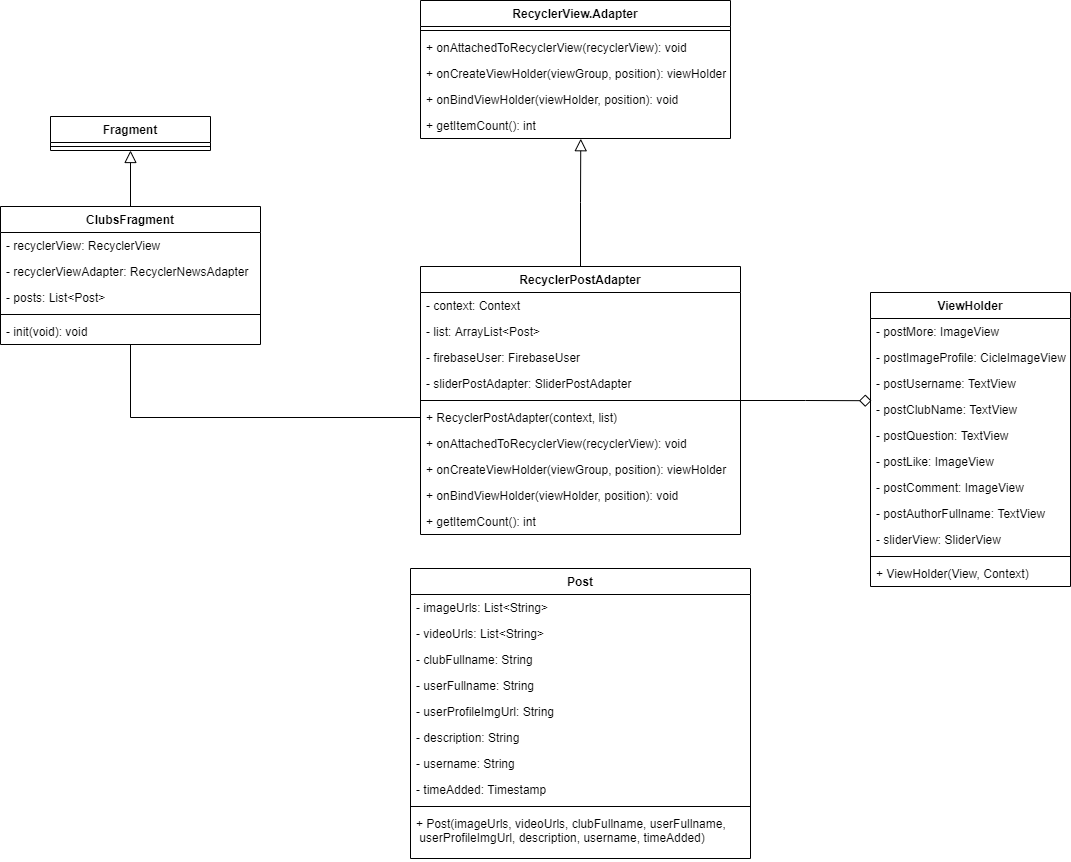 RecyclerView.Adapter
+ onAttachedToRecyclerView(recyclerView): void
+ onCreateViewHolder(viewGroup, position): viewHolder
+ onBindViewHolder(viewHolder, position): void
+ getItemCount(): int
Fragment
ClubsFragment
- recyclerView: RecyclerView
- recyclerViewAdapter: RecyclerNewsAdapter
- posts: List<Post>
- init(void): void
RecyclerPostAdapter
- context: Context
- list: ArrayList<Post>
- firebaseUser: FirebaseUser
- sliderPostAdapter: SliderPostAdapter
+ RecyclerPostAdapter(context, list)
+ onAttachedToRecyclerView(recyclerView): void
+ onCreateViewHolder(viewGroup, position): viewHolder
+ onBindViewHolder(viewHolder, position): void
+ getItemCount(): int
ViewHolder
- postMore: ImageView
- postImageProfile: CicleImageView
- postUsername: TextView
- postClubName: TextView
- postQuestion: TextView
- postLike: ImageView
- postComment: ImageView
- postAuthorFullname: TextView
- sliderView: SliderView
+ ViewHolder(View, Context)
Post
- imageUrls: List<String>
- videoUrls: List<String>
- clubFullname: String
- userFullname: String
- userProfileImgUrl: String
- description: String
- username: String
- timeAdded: Timestamp
+ Post(imageUrls, videoUrls, clubFullname, userFullname,
userProfileImgUrl, description, username, timeAdded)